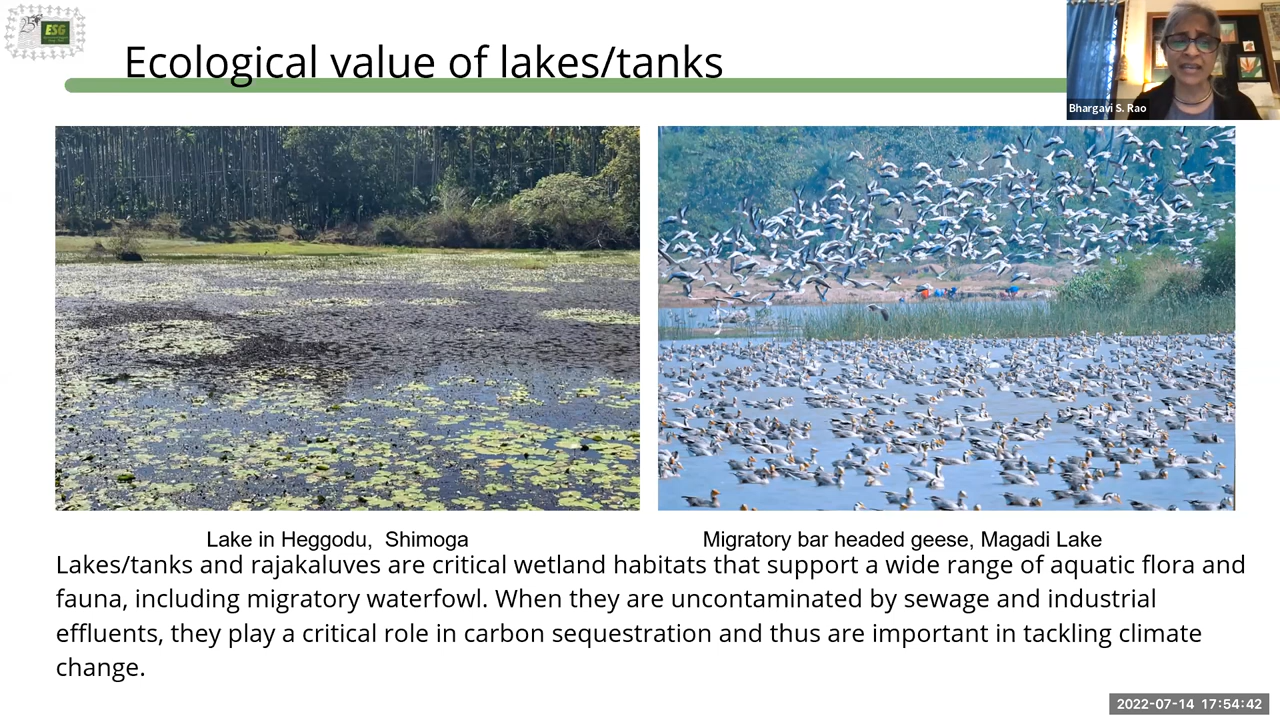 25
ESG
Ecological value of lakes/tanks
Bhargavi S. Rao
Lake in Heggodu, Shimoga
Migratory bar headed geese, Magadi Lake
Lakes/tanks and rajakaluves are critical wetland habitats that support a wide range of aquatic flora and
fauna, including migratory waterfowl. When they are uncontaminated by sewage and industrial
effluents, they play a critical role in carbon sequestration and thus are important in tackling climate
change.
2022-07-14 17:54:42